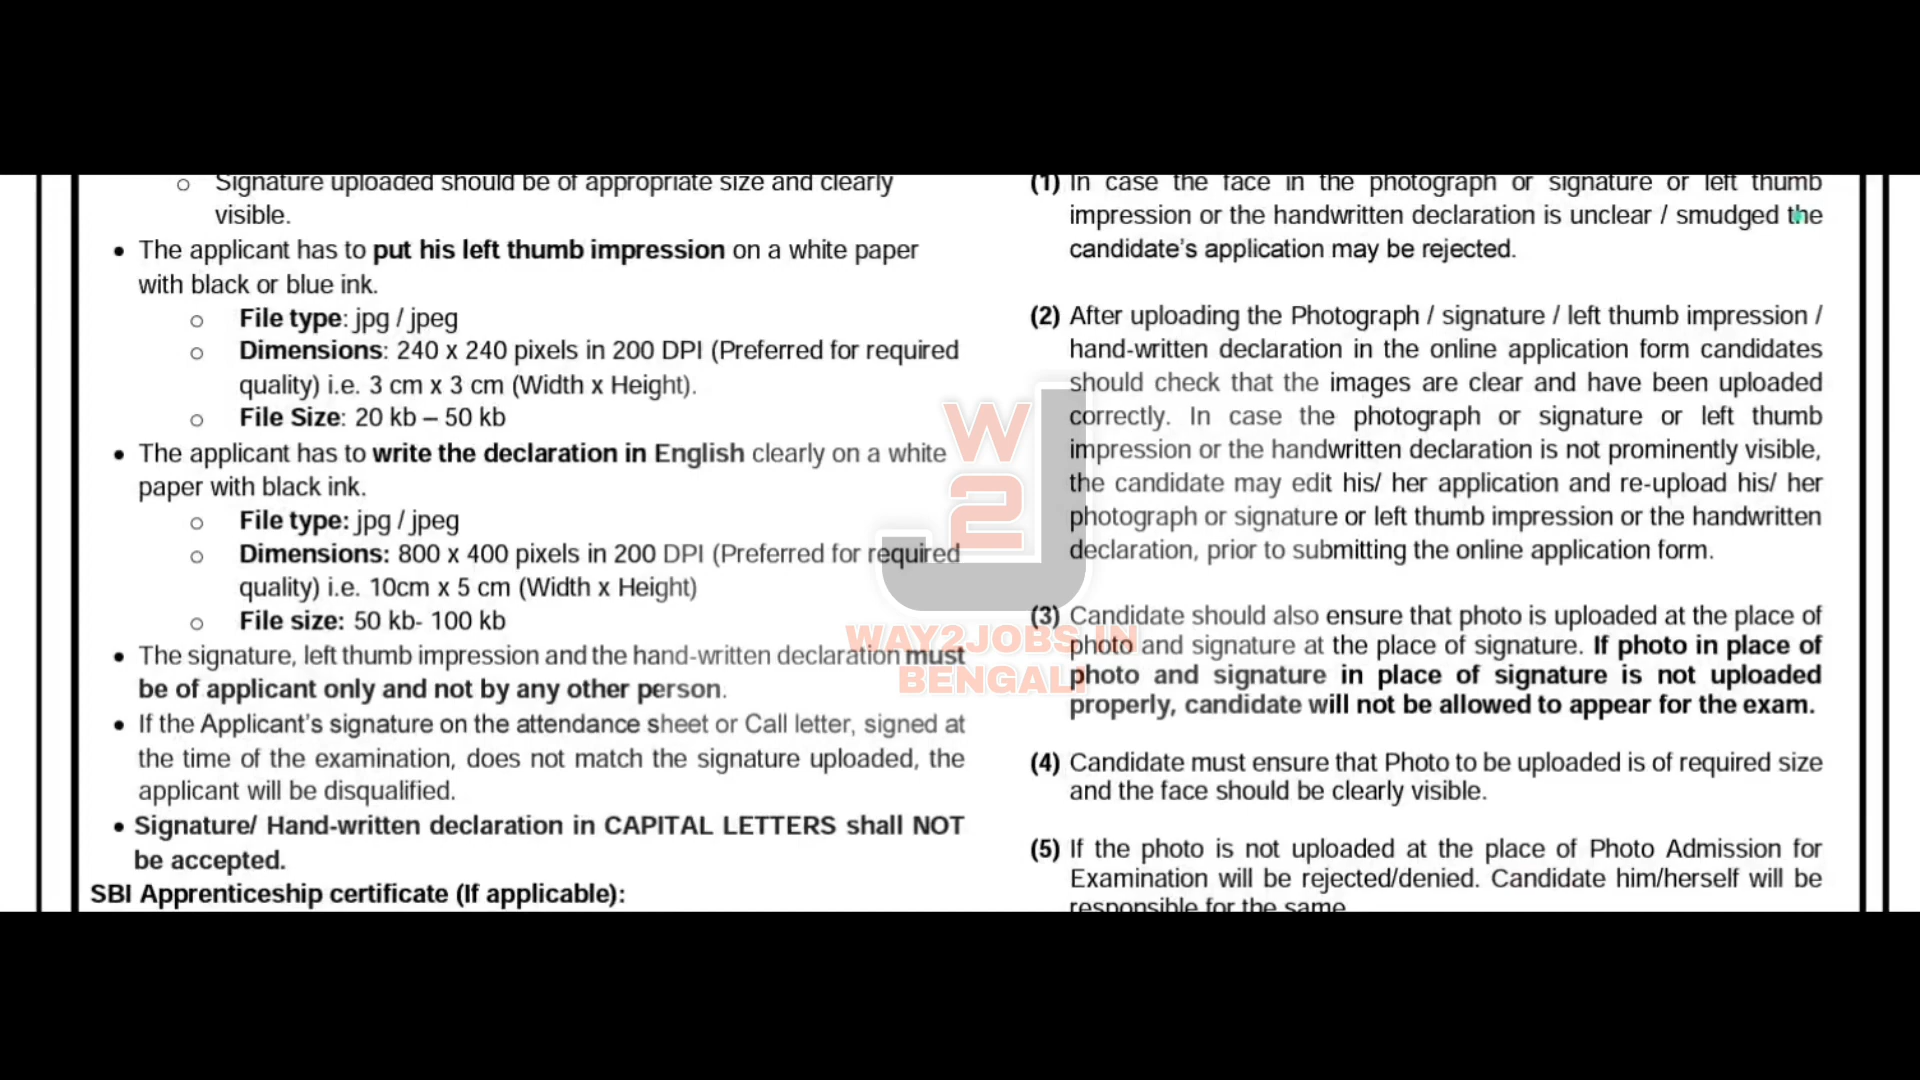 ○ Signature uploaded should be of appropriate size and clearly
visible.
• The applicant has to put his left thumb impression on a white paper
with black or blue ink.
○ File type: jpg / jpeg
○ Dimensions: 240 x 240 pixels in 200 DPI (Preferred for required
quality) i.e. 3 cm x 3 cm (Width x Height).
○ File Size: 20 kb – 50 kb
• The applicant has to write the declaration in English clearly on a white
paper with black ink.
○ File type: jpg / jpeg
○ Dimensions: 800 x 400 pixels in 200 DPI (Preferred for required
quality) i.e. 10cm x 5 cm (Width x Height)
○ File size: 50 kb- 100 kb
• The signature, left thumb impression and the hand-written declaration must
be of applicant only and not by any other person.
• If the Applicant’s signature on the attendance sheet or Call letter, signed at
the time of the examination, does not match the signature uploaded, the
applicant will be disqualified.
• Signature/ Hand-written declaration in CAPITAL LETTERS shall NOT
be accepted.
SBI Apprenticeship certificate (If applicable):
(1) In case the face in the photograph or signature or left thumb
impression or the handwritten declaration is unclear / smudged the
candidate’s application may be rejected.
(2) After uploading the Photograph / signature / left thumb impression /
hand-written declaration in the online application form candidates
should check that the images are clear and have been uploaded
correctly. In case the photograph or signature or left thumb
impression or the handwritten declaration is not prominently visible,
the candidate may edit his/ her application and re-upload his/ her
photograph or signature or left thumb impression or the handwritten
declaration, prior to submitting the online application form.
(3) Candidate should also ensure that photo is uploaded at the place of
photo and signature at the place of signature. If photo in place of
photo and signature in place of signature is not uploaded
properly, candidate will not be allowed to appear for the exam.
(4) Candidate must ensure that Photo to be uploaded is of required size
and the face should be clearly visible.
(5) If the photo is not uploaded at the place of Photo Admission for
Examination will be rejected/denied. Candidate him/herself will be
responsible for the same
W
2
J
WAY2JOBS IN
BENGALI